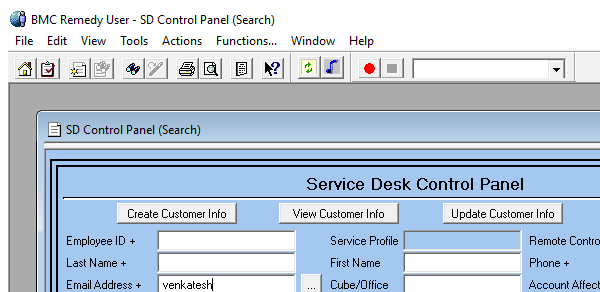 BMC Remedy User - SD Control Panel (Search)
File Edit View Tools Actions Functions... Window Help
SD Control Panel (Search)
Service Desk Control Panel
Create Customer Info View Customer Info Update Customer Info
Employee ID + Service Profile Remote Contro
Last Name + First Name Phone +
Email Address + venkatesh ... Cube/Office Account Affect